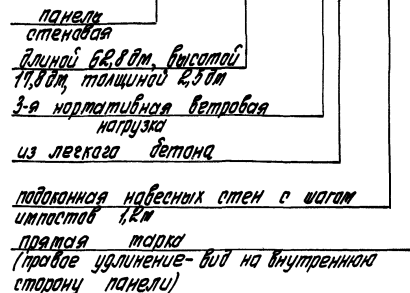 панель
стеновая
длиной 62,8 дм, высотой
17,8 дм, толщиной 2,5 дм
3-я нормативная ветровая
нагрузка
из легкого бетона
подоконная навесных стен с шагом
импостов 1,2м
прямая марка
(правое удлинение- вид на внутреннюю
сторону панели)